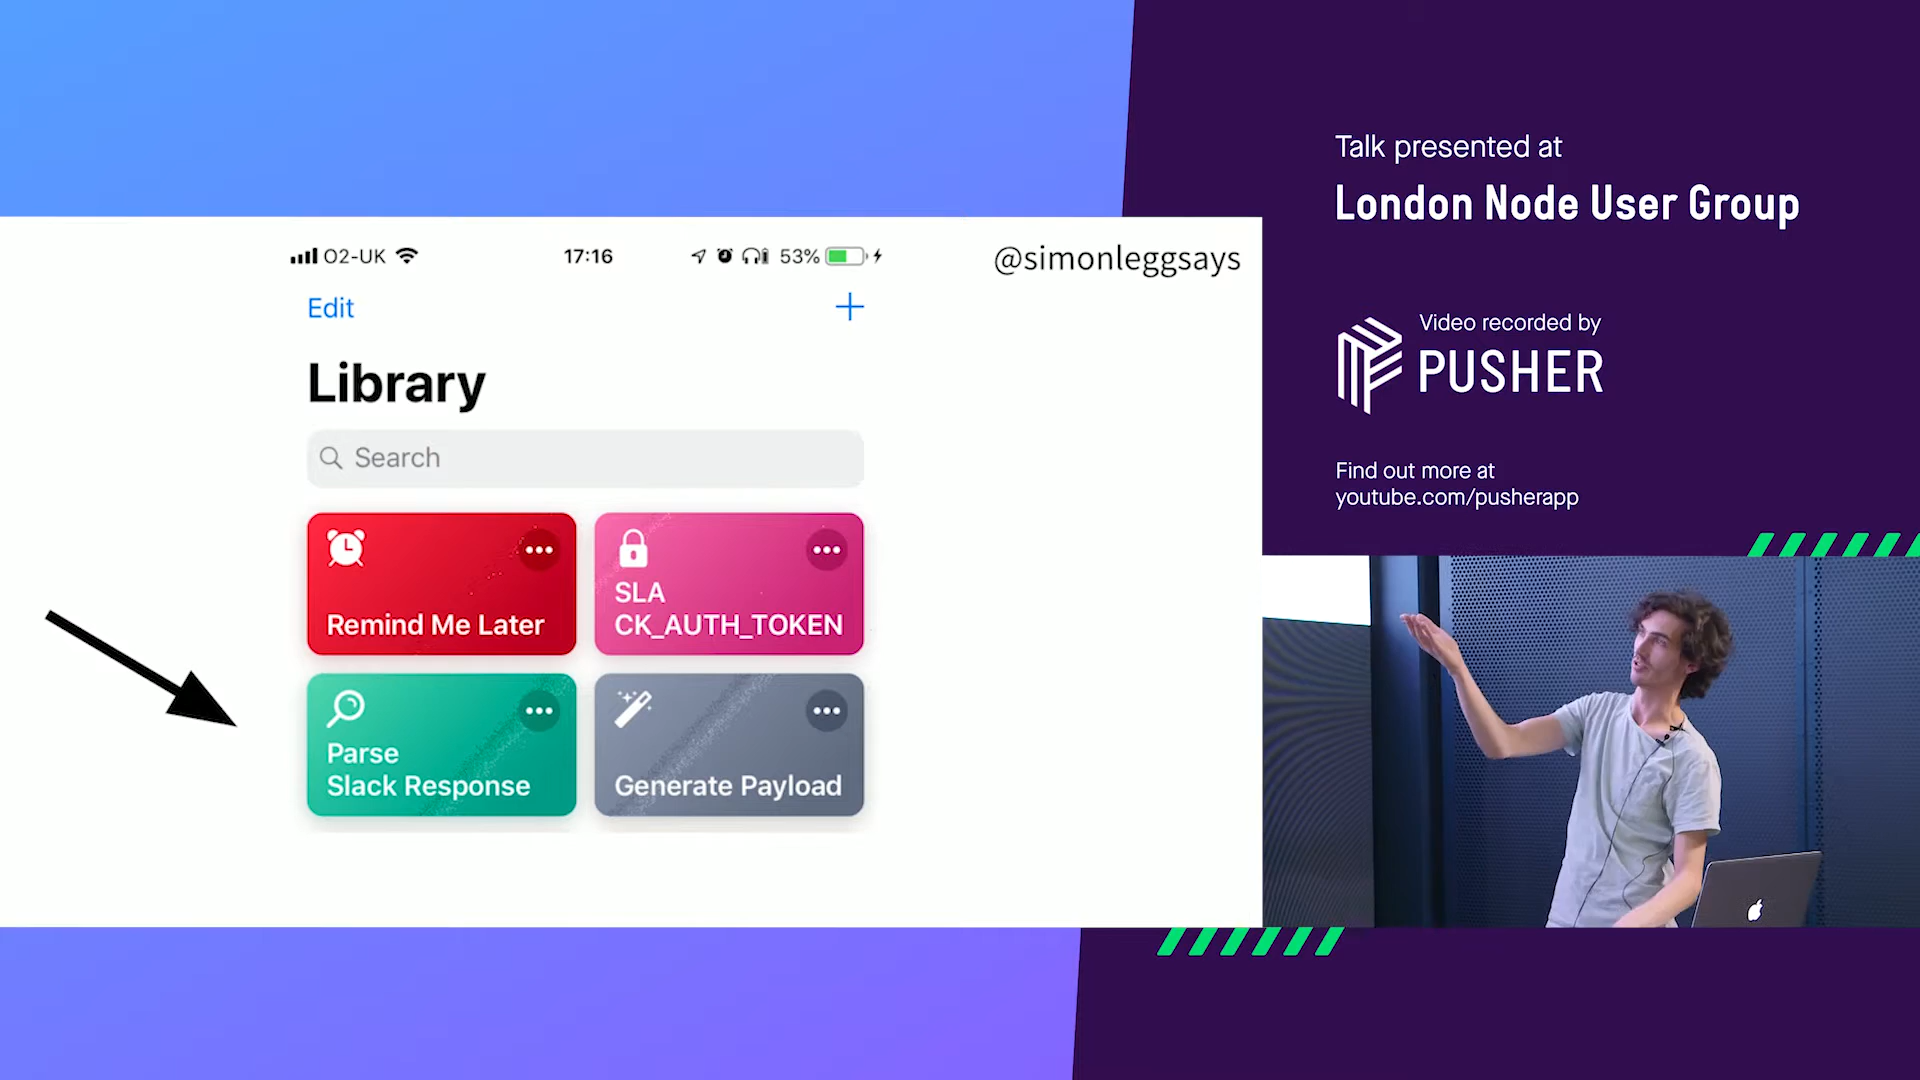 Talk presented at
London Node User Group
Video recorded by
PUSHER
Find out more at
youtube.com/pusherapp
O2-UK
17:16
53%
@simonleggsays
Edit
Library
Search
Remind Me Later
SLA
CK_AUTH_TOKEN
Parse
Slack Response
Generate Payload